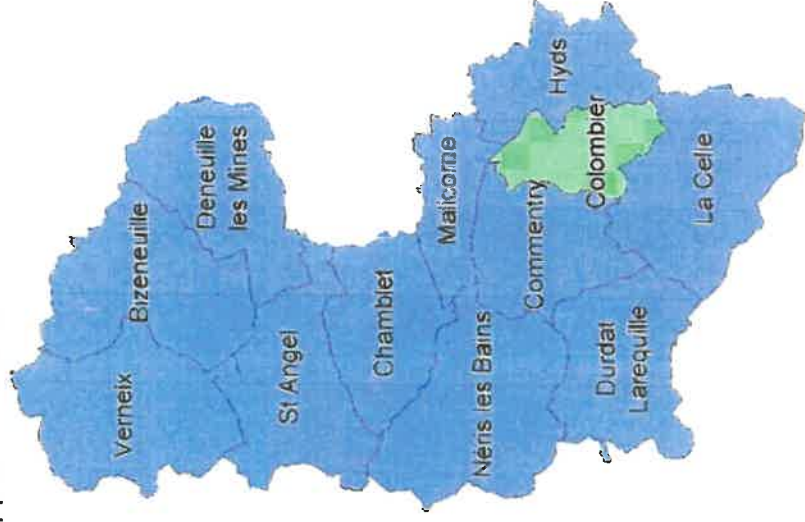 Verneix
Bizeneuille
Deneuille
les Mines
St Angel
Chamblet
Malicorne
Néris les Bains
Commentry
Hyds
Colombier
Durdat
Larequille
La Celle